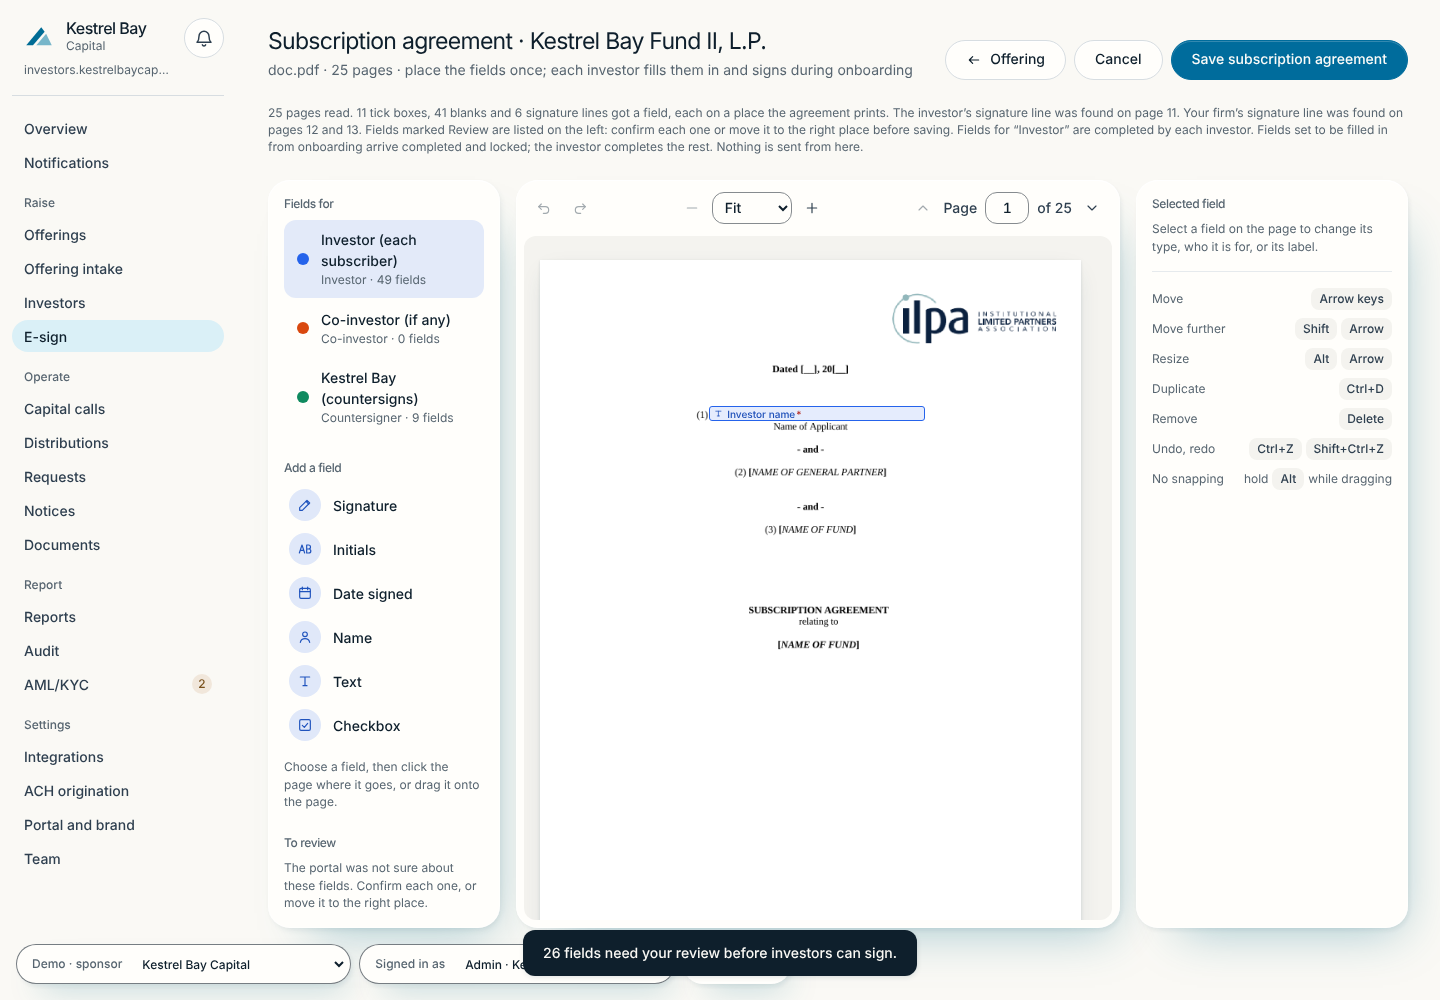 Kestrel Bay
Capital
investors.kestrelbaycap...
Overview
Notifications
Raise
Offerings
Offering intake
Investors
E-sign
Operate
Capital calls
Distributions
Requests
Notices
Documents
Report
Reports
Audit
AML/KYC
2
Settings
Integrations
ACH origination
Portal and brand
Team
Subscription agreement · Kestrel Bay Fund II, L.P.
doc.pdf · 25 pages · place the fields once; each investor fills them in and signs during onboarding
← Offering
Cancel
Save subscription agreement
25 pages read. 11 tick boxes, 41 blanks and 6 signature lines got a field, each on a place the agreement prints. The investor’s signature line was found on page 11. Your firm’s signature line was found on
pages 12 and 13. Fields marked Review are listed on the left: confirm each one or move it to the right place before saving. Fields for “Investor” are completed by each investor. Fields set to be filled in
from onboarding arrive completed and locked; the investor completes the rest. Nothing is sent from here.
Fields for
Investor (each
subscriber)
Investor · 49 fields
Co-investor (if any)
Co-investor · 0 fields
Kestrel Bay
(countersigns)
Countersigner · 9 fields
Add a field
Signature
AB Initials
Date signed
Name
Text
Checkbox
Choose a field, then click the
page where it goes, or drag it onto
the page.
To review
The portal was not sure about
these fields. Confirm each one, or
move it to the right place.
Fit
Page 1 of 25
ilpa
INSTITUTIONAL
LIMITED PARTNERS
ASSOCIATION
Dated [__], 20[__]
(1) T Investor name*
Name of Applicant
- and -
(2) [NAME OF GENERAL PARTNER]
- and -
(3) [NAME OF FUND]
SUBSCRIPTION AGREEMENT
relating to
[NAME OF FUND]
Selected field
Select a field on the page to change its
type, who it is for, or its label.
Move Arrow keys
Move further Shift Arrow
Resize Alt Arrow
Duplicate Ctrl+D
Remove Delete
Undo, redo Ctrl+Z Shift+Ctrl+Z
No snapping hold Alt while dragging
Demo · sponsor Kestrel Bay Capital
Signed in as Admin · Ke
26 fields need your review before investors can sign.